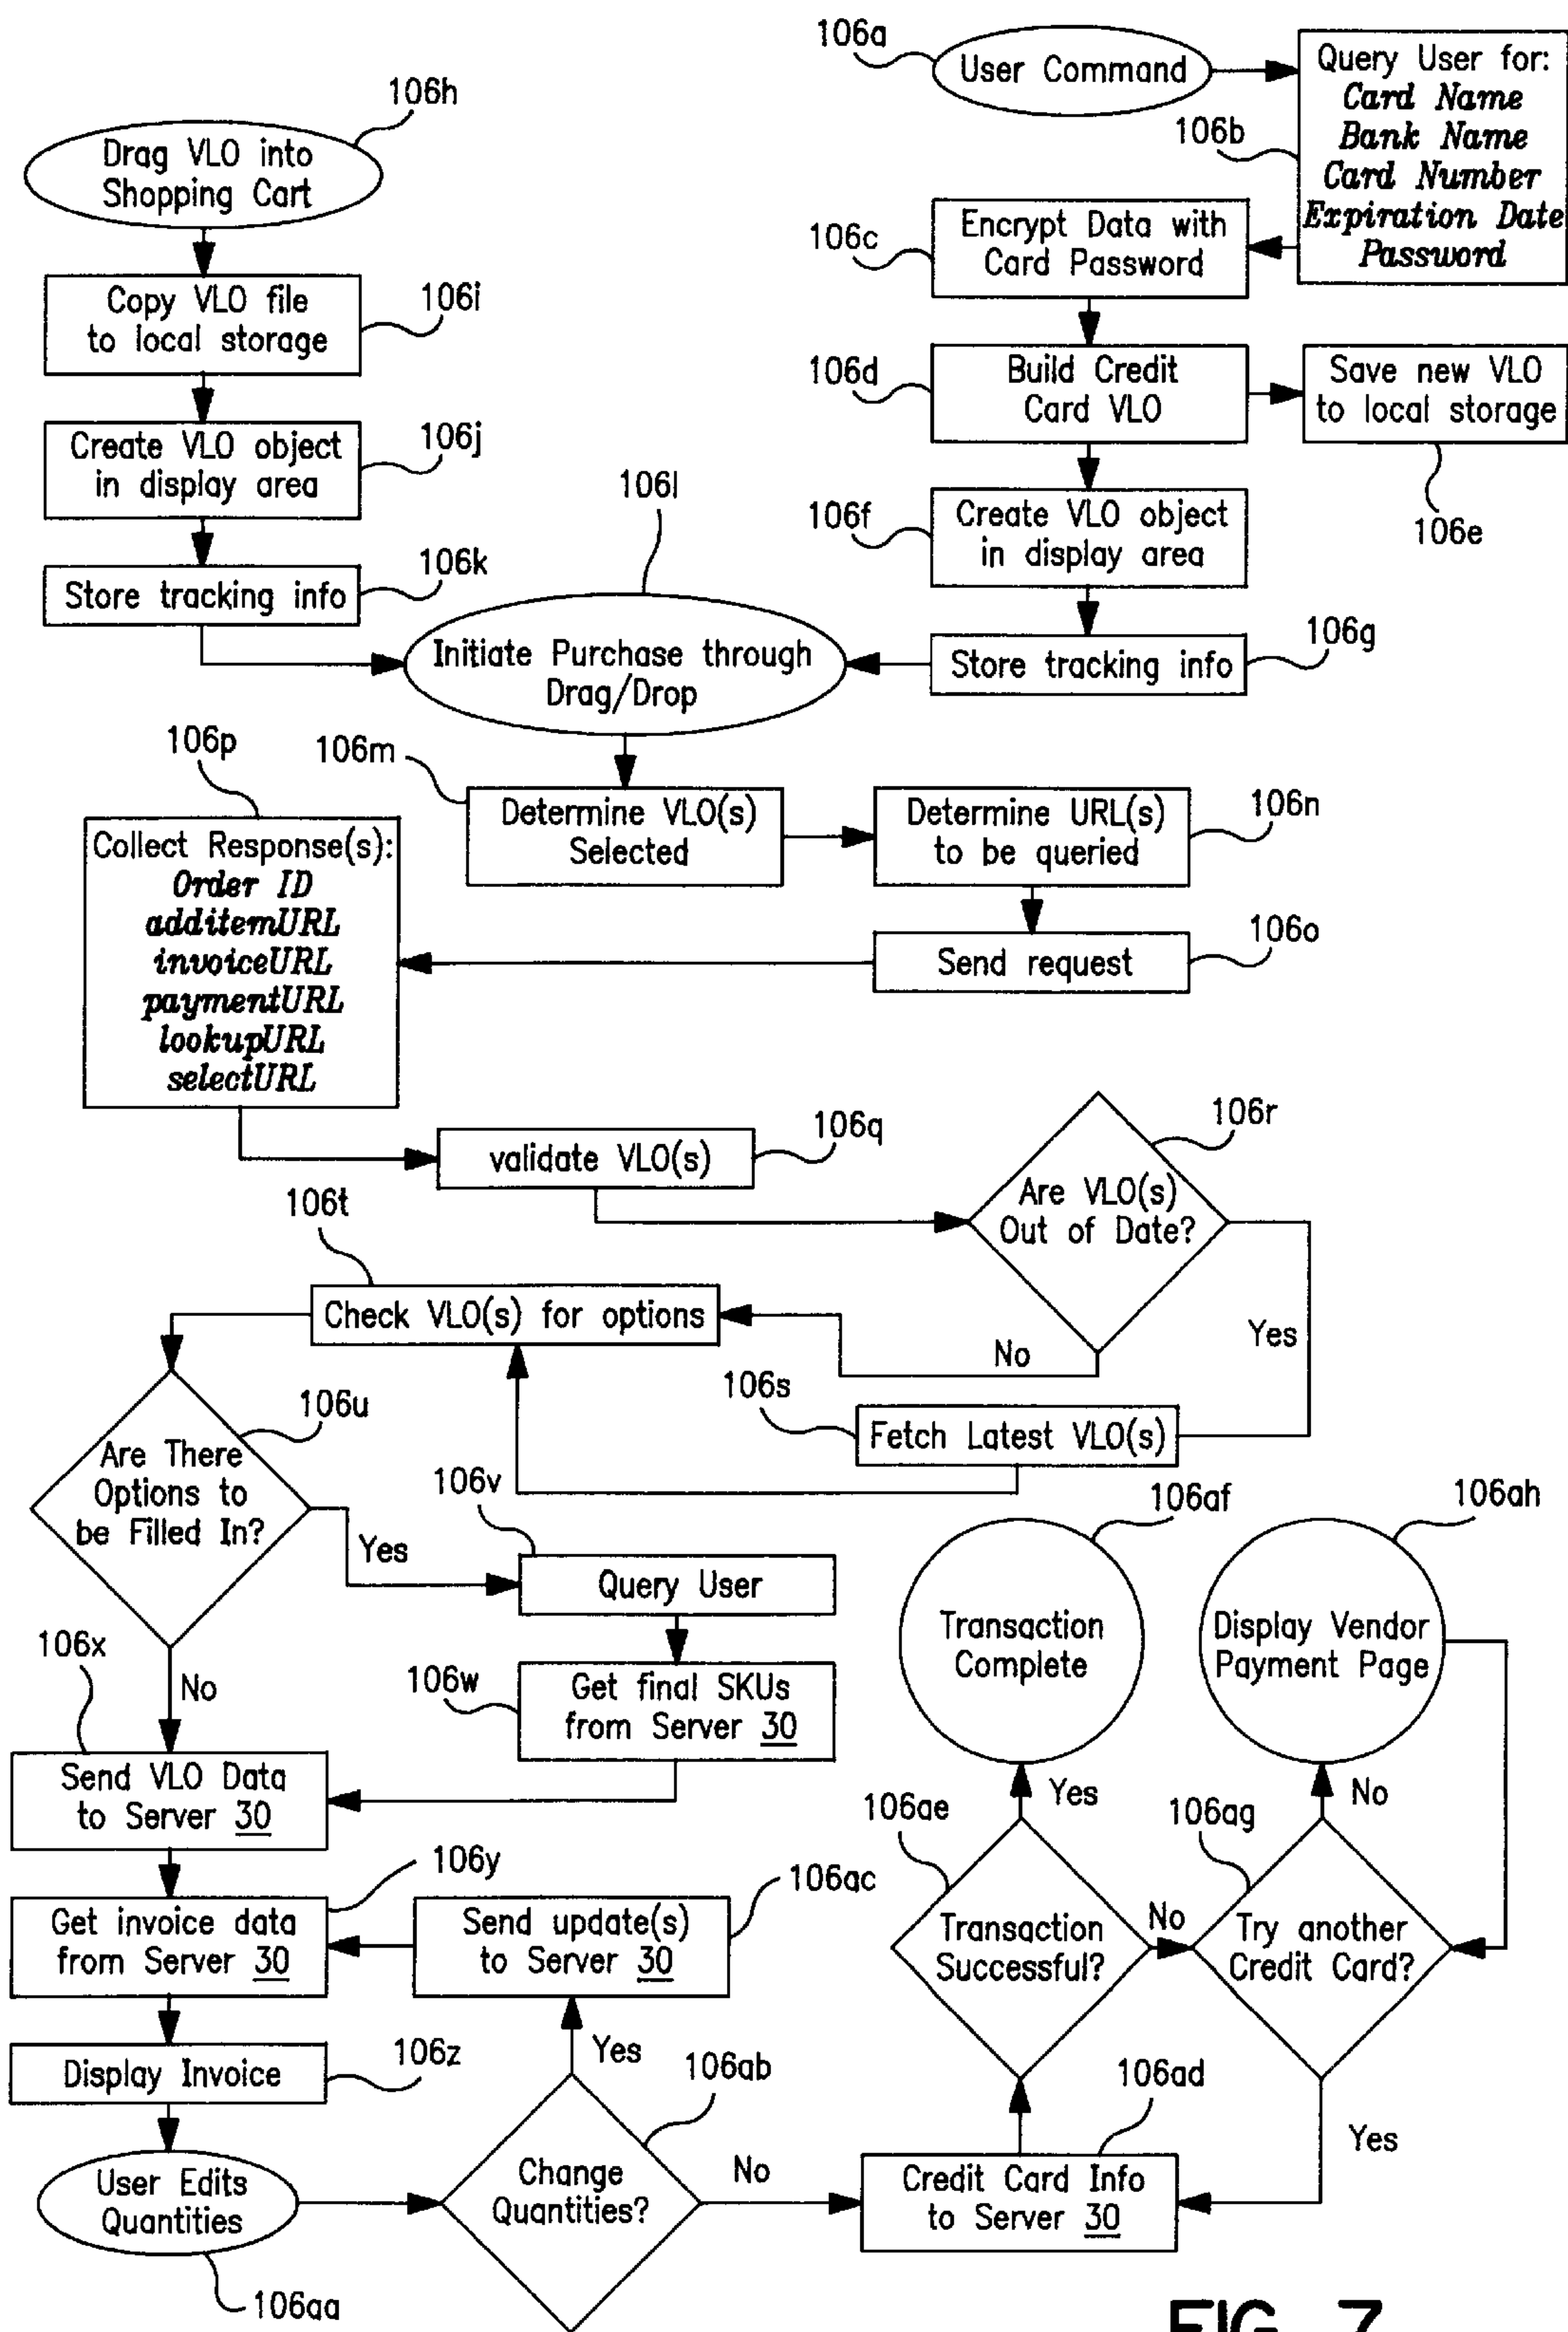 106a
User Command
Query User for:
Card Name
Bank Name
Card Number
Expiration Date
Password
106b
106h
Drag VLO into
Shopping Cart
106c
Encrypt Data with
Card Password
Copy VLO file
to local storage
106i
106d
Build Credit
Card VLO
Save new VLO
to local storage
106e
Create VLO object
in display area
106j
106f
Create VLO object
in display area
106k
Store tracking info
106l
Initiate Purchase through
Drag/Drop
106g
Store tracking info
106p
Collect Response(s):
Order ID
additemURL
invoiceURL
paymentURL
lookupURL
selectURL
106m
Determine VLO(s)
Selected
Determine URL(s)
to be queried
106n
106o
Send request
validate VLO(s)
106q
106r
Are VLO(s)
Out of Date?
106t
Check VLO(s) for options
No
Yes
106s
Fetch Latest VLO(s)
106u
Are There
Options to
be Filled In?
Yes
106v
Query User
106w
Get final SKUs
from Server 30
106x
No
Send VLO Data
to Server 30
106af
Transaction
Complete
106ah
Display Vendor
Payment Page
106y
Get invoice data
from Server 30
106ac
Send update(s)
to Server 30
106ae
Yes
Transaction
Successful?
No
106ag
No
Try another
Credit Card?
Display Invoice
106z
Yes
106ab
106ad
Yes
User Edits
Quantities
106aa
Change
Quantities?
No
Credit Card Info
to Server 30
FIG. 7